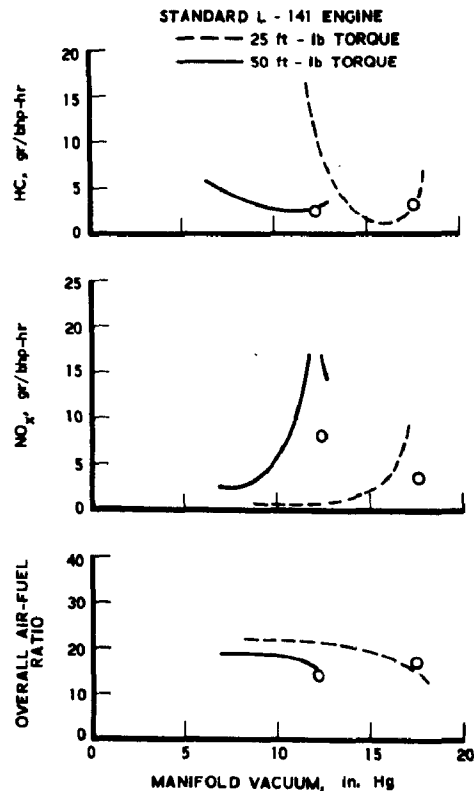 STANDARD L - 141 ENGINE
--- 25 ft - lb TORQUE
— 50 ft - lb TORQUE
HC, gr/bhp-hr
20
15
10
5
0
NOx, gr/bhp-hr
25
20
15
10
5
0
OVERALL AIR-FUEL
RATIO
40
30
20
10
0
0 5 10 15 20
MANIFOLD VACUUM, in. Hg